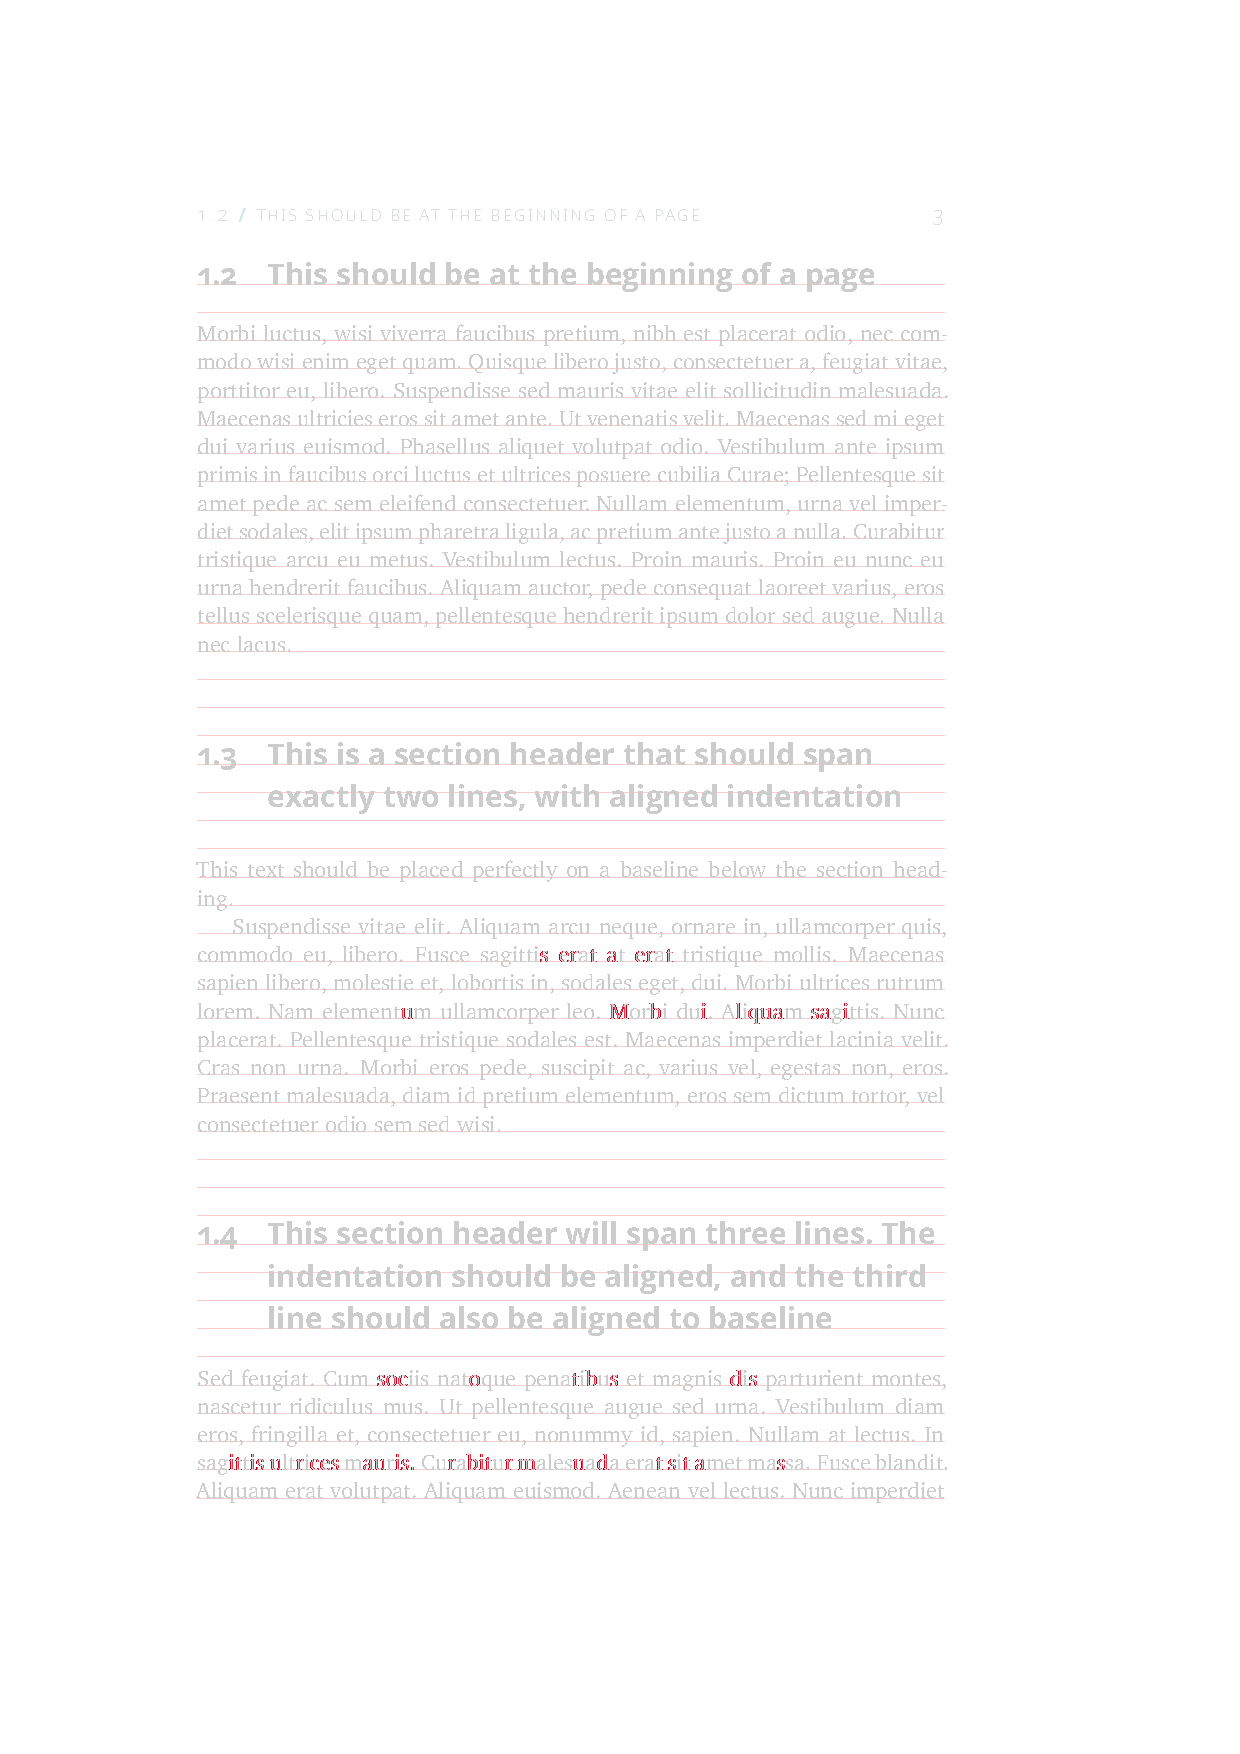 1.2 / THIS SHOULD BE AT THE BEGINNING OF A PAGE 3
1.2 This should be at the beginning of a page
Morbi luctus, wisi viverra faucibus pretium, nibh est placerat odio, nec com-
modo wisi enim eget quam. Quisque libero justo, consectetuer a, feugiat vitae,
porttitor eu, libero. Suspendisse sed mauris vitae elit sollicitudin malesuada.
Maecenas ultricies eros sit amet ante. Ut venenatis velit. Maecenas sed mi eget
dui varius euismod. Phasellus aliquet volutpat odio. Vestibulum ante ipsum
primis in faucibus orci luctus et ultrices posuere cubilia Curae; Pellentesque sit
amet pede ac sem eleifend consectetuer. Nullam elementum, urna vel imper-
diet sodales, elit ipsum pharetra ligula, ac pretium ante justo a nulla. Curabitur
tristique arcu eu metus. Vestibulum lectus. Proin mauris. Proin eu nunc eu
urna hendrerit faucibus. Aliquam auctor, pede consequat laoreet varius, eros
tellus scelerisque quam, pellentesque hendrerit ipsum dolor sed augue. Nulla
nec lacus.
1.3 This is a section header that should span
exactly two lines, with aligned indentation
This text should be placed perfectly on a baseline below the section head-
ing.
Suspendisse vitae elit. Aliquam arcu neque, ornare in, ullamcorper quis,
commodo eu, libero. Fusce sagittis erat at erat tristique mollis. Maecenas
sapien libero, molestie et, lobortis in, sodales eget, dui. Morbi ultrices rutrum
lorem. Nam elementum ullamcorper leo. Morbi dui. Aliquam sagittis. Nunc
placerat. Pellentesque tristique sodales est. Maecenas imperdiet lacinia velit.
Cras non urna. Morbi eros pede, suscipit ac, varius vel, egestas non, eros.
Praesent malesuada, diam id pretium elementum, eros sem dictum tortor, vel
consectetuer odio sem sed wisi.
1.4 This section header will span three lines. The
indentation should be aligned, and the third
line should also be aligned to baseline
Sed feugiat. Cum sociis natoque penatibus et magnis dis parturient montes,
nascetur ridiculus mus. Ut pellentesque augue sed urna. Vestibulum diam
eros, fringilla et, consectetuer eu, nonummy id, sapien. Nullam at lectus. In
sagittis ultrices mauris. Curabitur malesuada erat sit amet massa. Fusce blandit.
Aliquam erat volutpat. Aliquam euismod. Aenean vel lectus. Nunc imperdiet